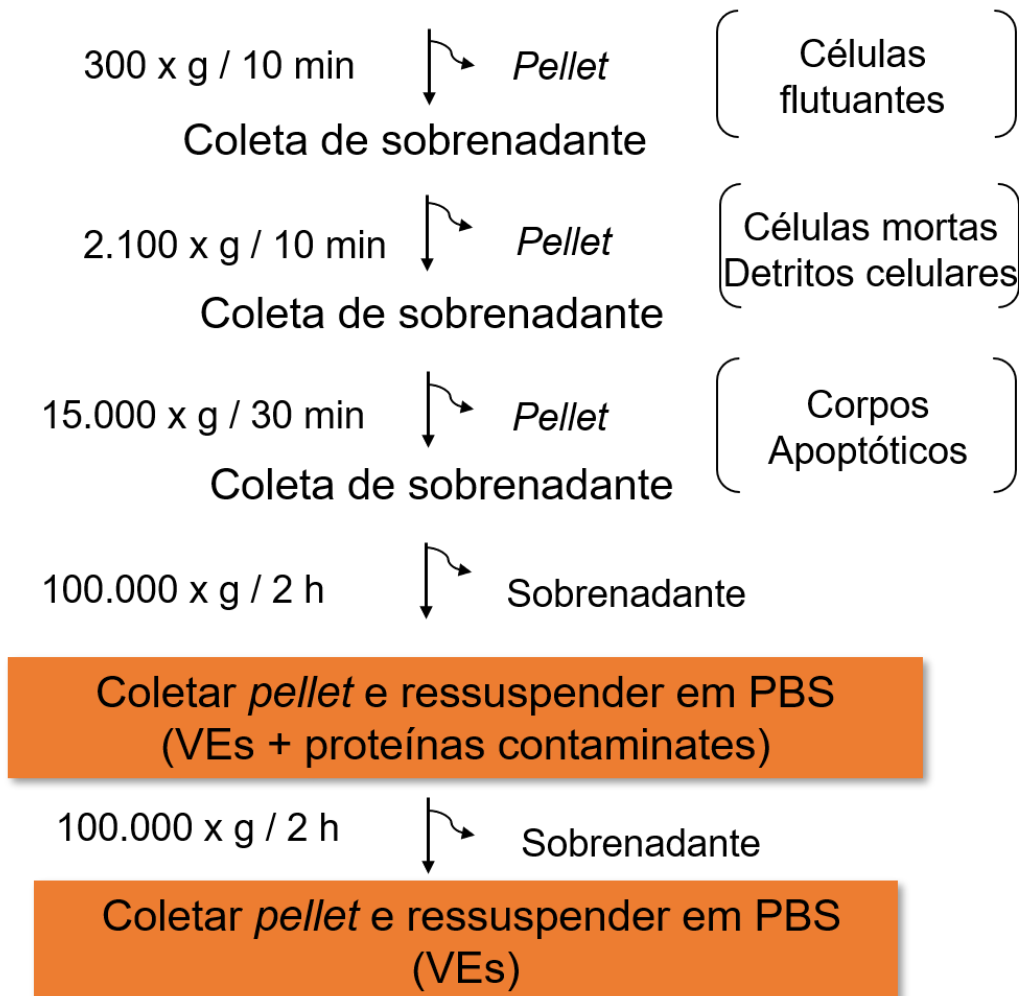 300 x g / 10 min
Pellet
Células
flutuantes
Coleta de sobrenadante
2.100 x g / 10 min
Pellet
Células mortas
Detritos celulares
Coleta de sobrenadante
15.000 x g / 30 min
Pellet
Corpos
Apoptóticos
Coleta de sobrenadante
100.000 x g / 2 h
Sobrenadante
Coletar pellet e ressuspender em PBS
(VEs + proteínas contaminates)
100.000 x g / 2 h
Sobrenadante
Coletar pellet e ressuspender em PBS
(VEs)